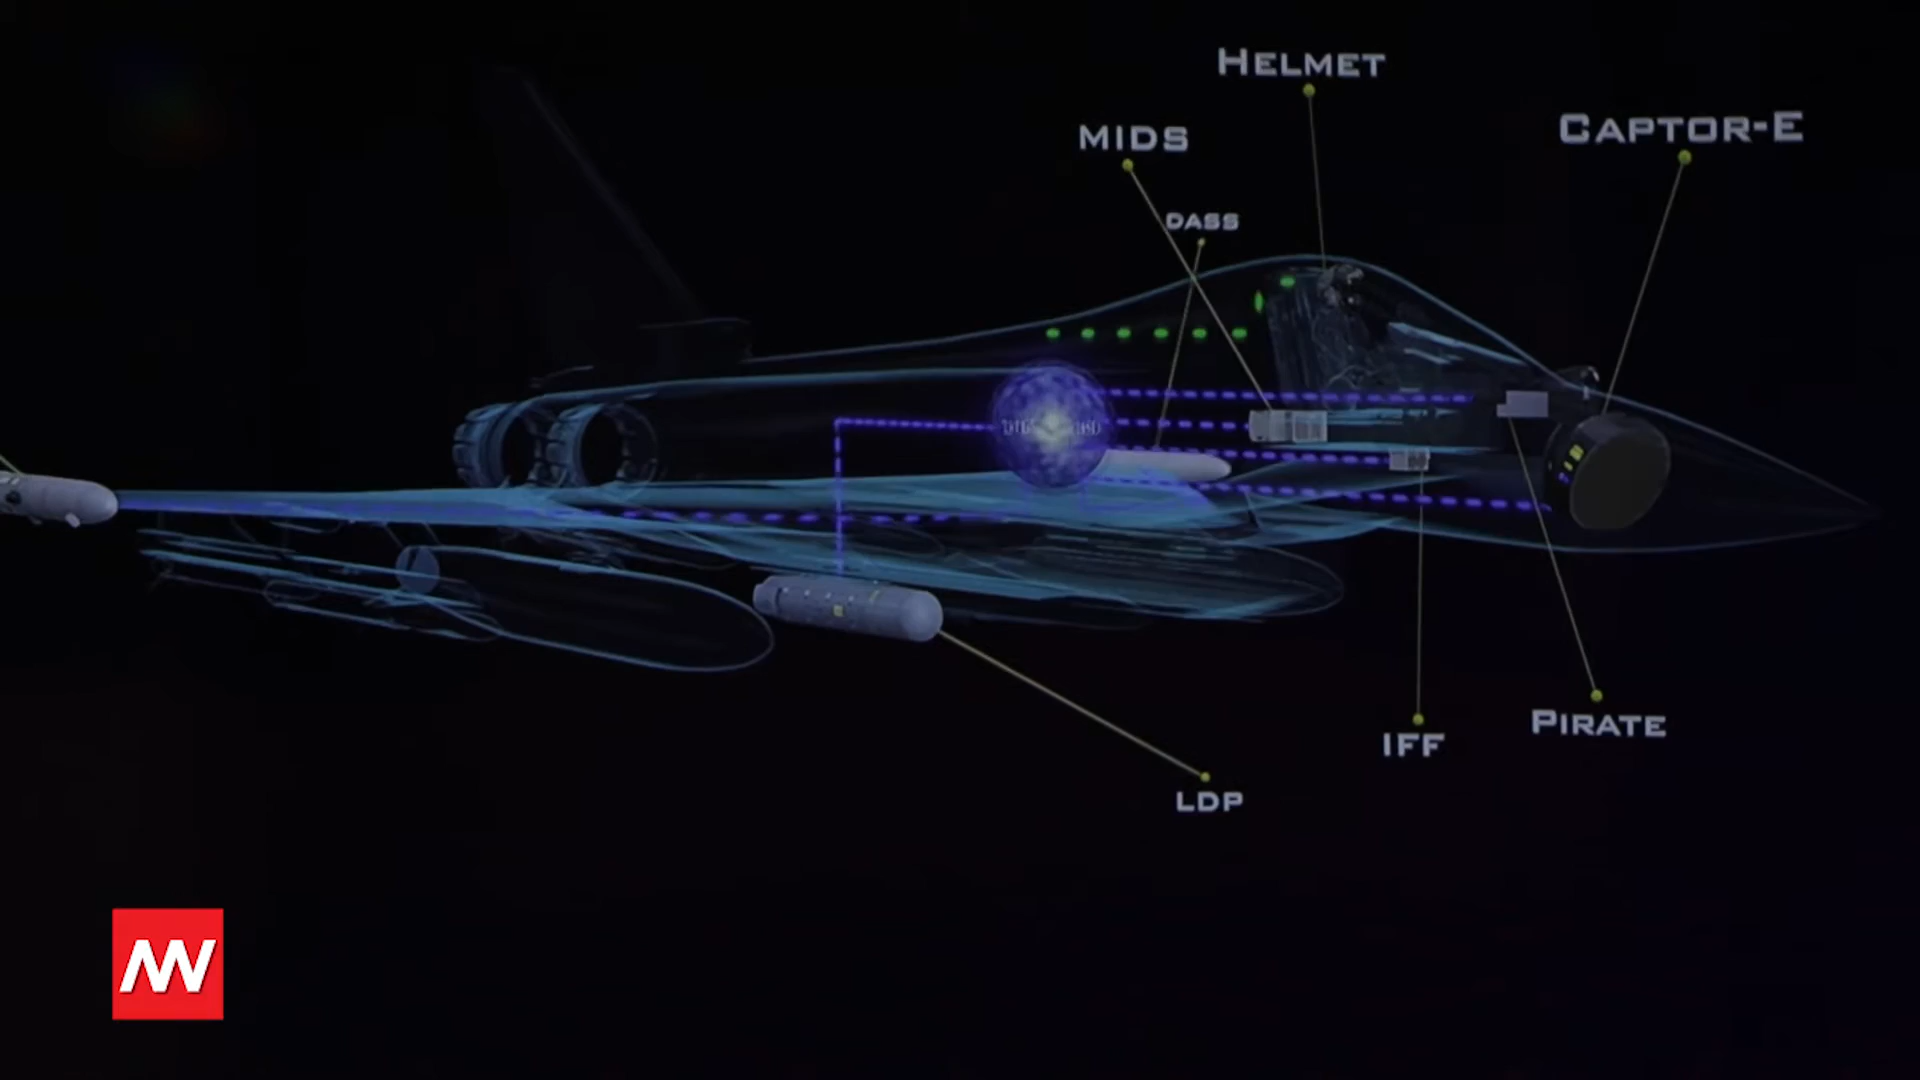 HELMET
CAPTOR-E
MIDS
DASS
PIRATE
IFF
LDP